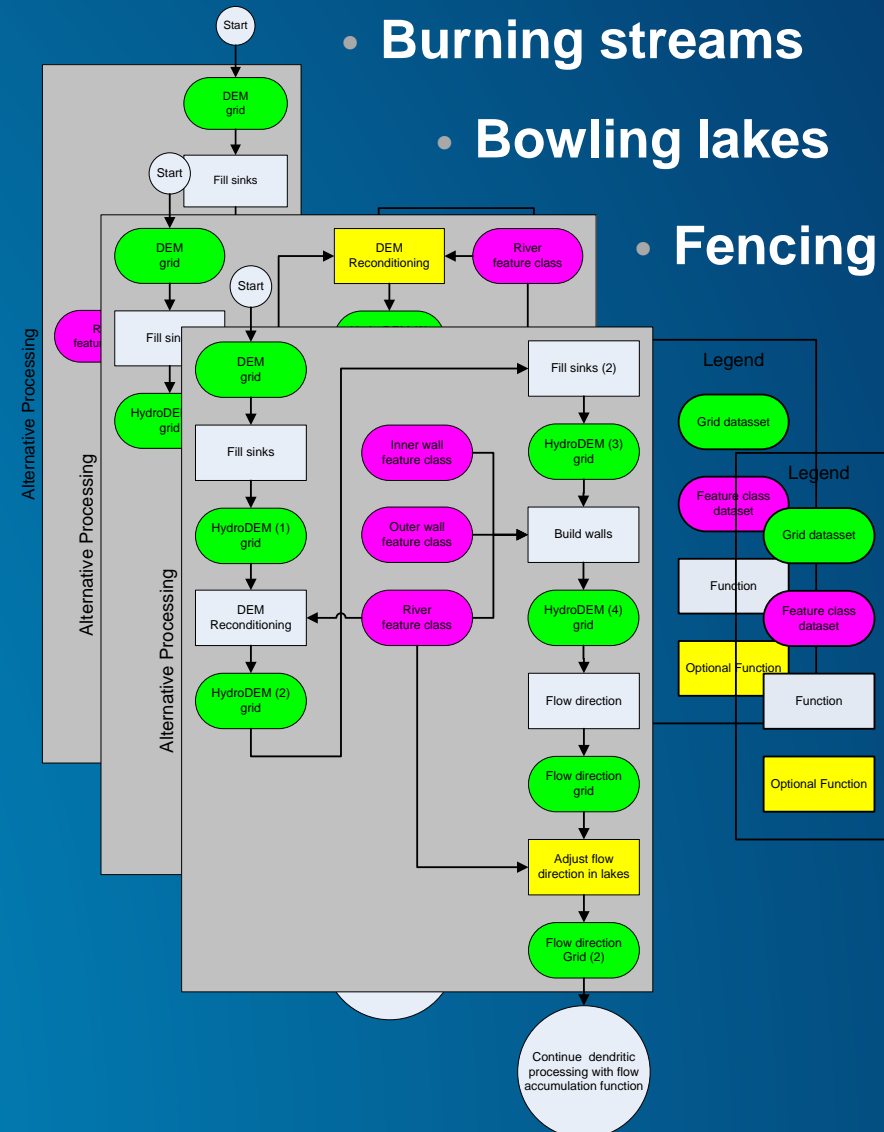 Burning streams
Bowling lakes
Fencing
Start
DEM
grid
Fill sinks
Alternative Processing
Start
DEM
grid
DEM
Reconditioning
River
feature class
Fill
HydroDEM
grid
Alternative Processing
Start
DEM
grid
Fill sinks
HydroDEM (1)
grid
DEM
Reconditioning
HydroDEM (2)
grid
Alternative Processing
Inner wall
feature class
Outer wall
feature class
River
feature class
Fill sinks (2)
HydroDEM (3)
grid
Build walls
HydroDEM (4)
grid
Flow direction
Flow direction
grid
Adjust flow
direction in lakes
Flow direction
Grid (2)
Continue dendritic
processing with flow
accumulation function
Legend
Grid datasset
Feature class
dataset
Function
Optional Function
Legend
Grid datasset
Feature class
dataset
Function
Optional Function